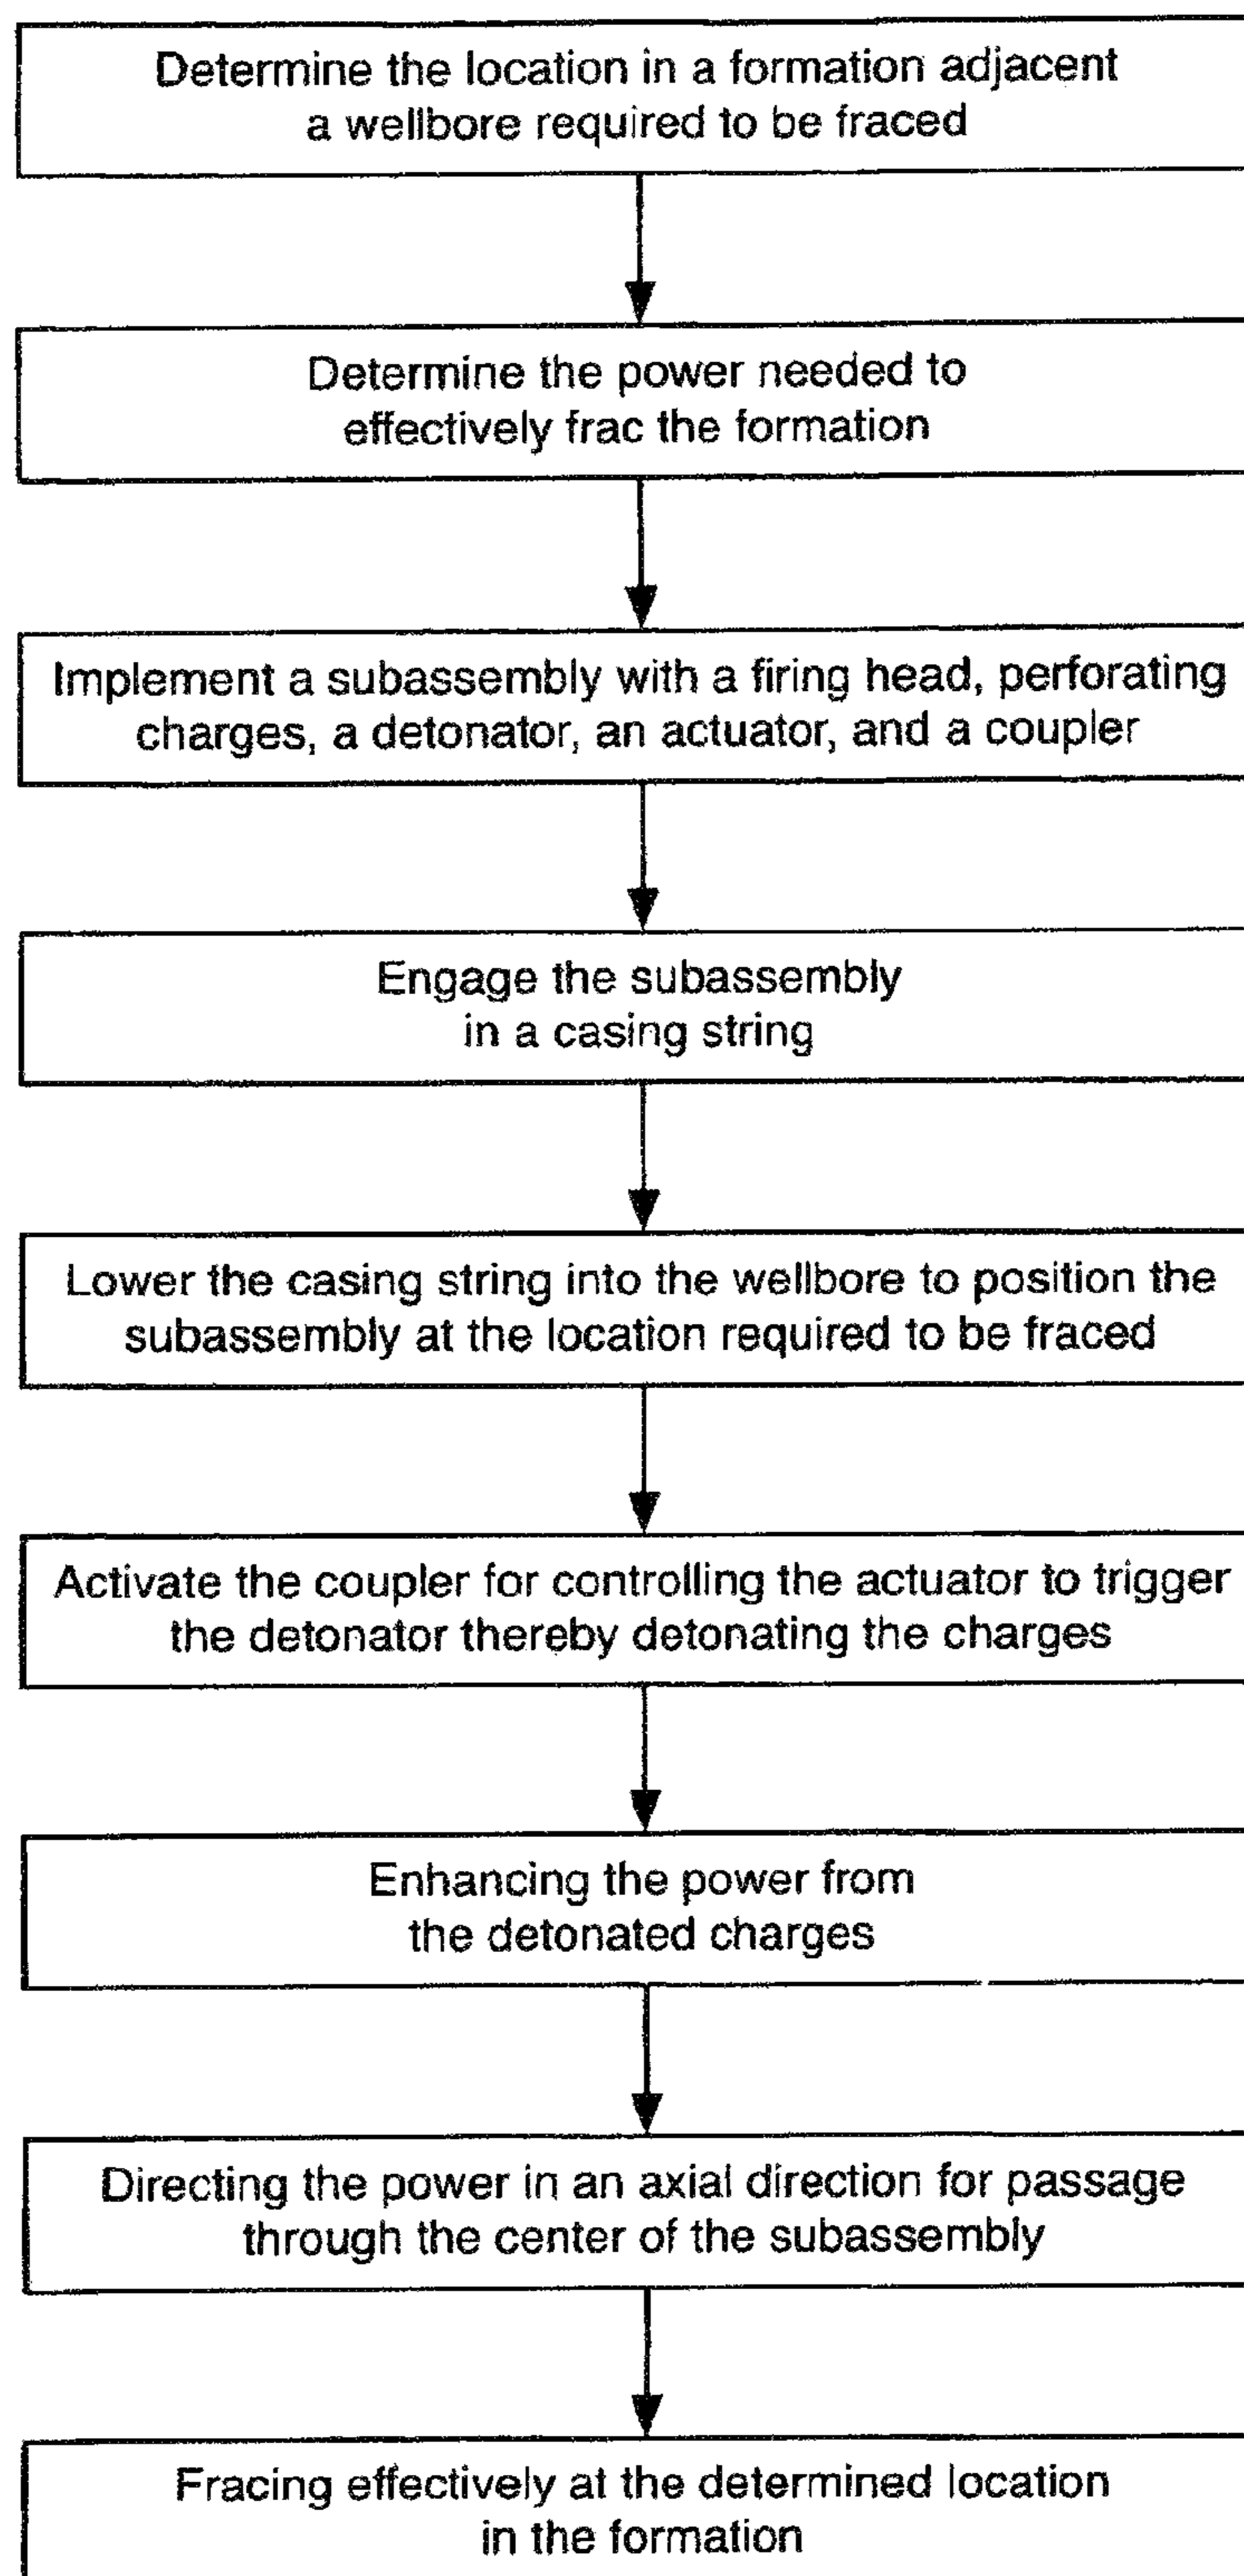 Determine the location in a formation adjacent
a wellbore required to be fraced
Determine the power needed to
effectively frac the formation
Implement a subassembly with a firing head, perforating
charges, a detonator, an actuator, and a coupler
Engage the subassembly
in a casing string
Lower the casing string into the wellbore to position the
subassembly at the location required to be fraced
Activate the coupler for controlling the actuator to trigger
the detonator thereby detonating the charges
Enhancing the power from
the detonated charges
Directing the power in an axial direction for passage
through the center of the subassembly
Fracing effectively at the determined location
in the formation